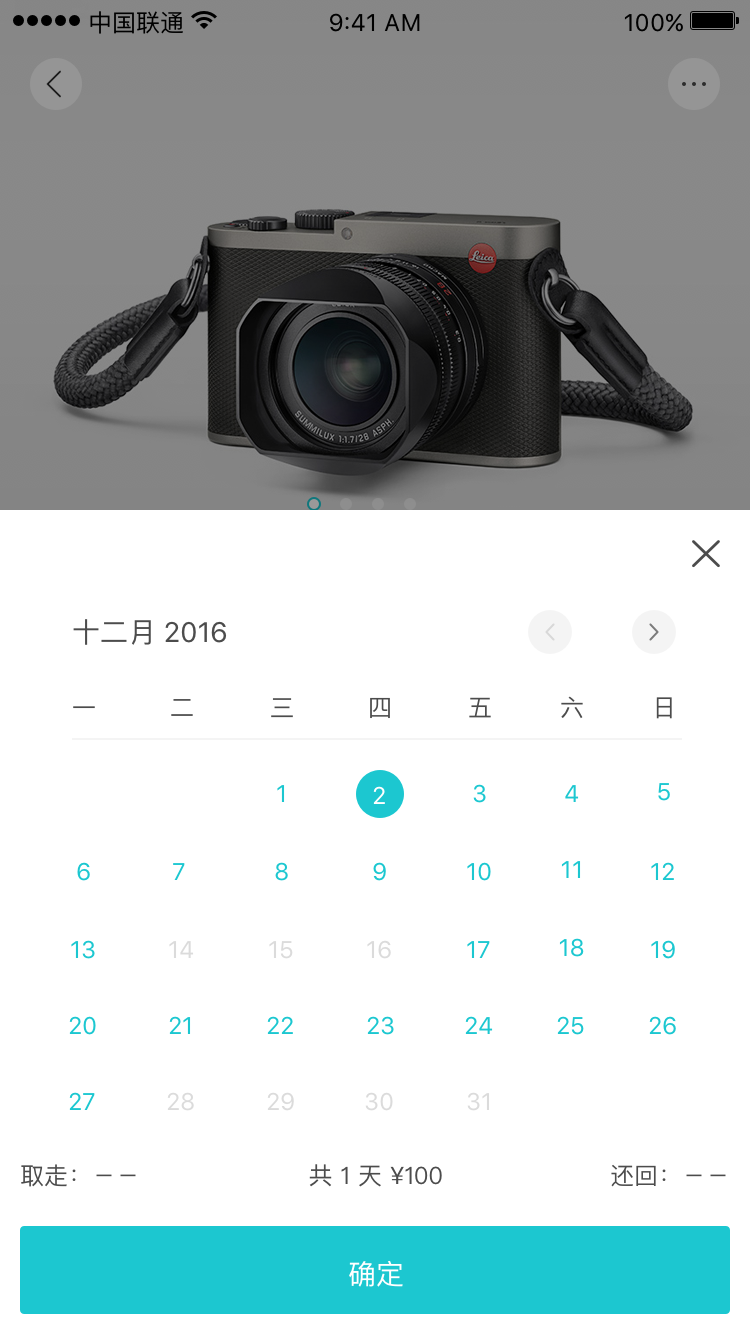 中国联通 9:41 AM 100%
Leica
28
SUMMILUX 1:1.7/28 ASPH.
十二月 2016
一 二 三 四 五 六 日
1 2 3 4 5
6 7 8 9 10 11 12
13 14 15 16 17 18 19
20 21 22 23 24 25 26
27 28 29 30 31
取走: – – 共 1 天 ¥100 还回: – –
确定